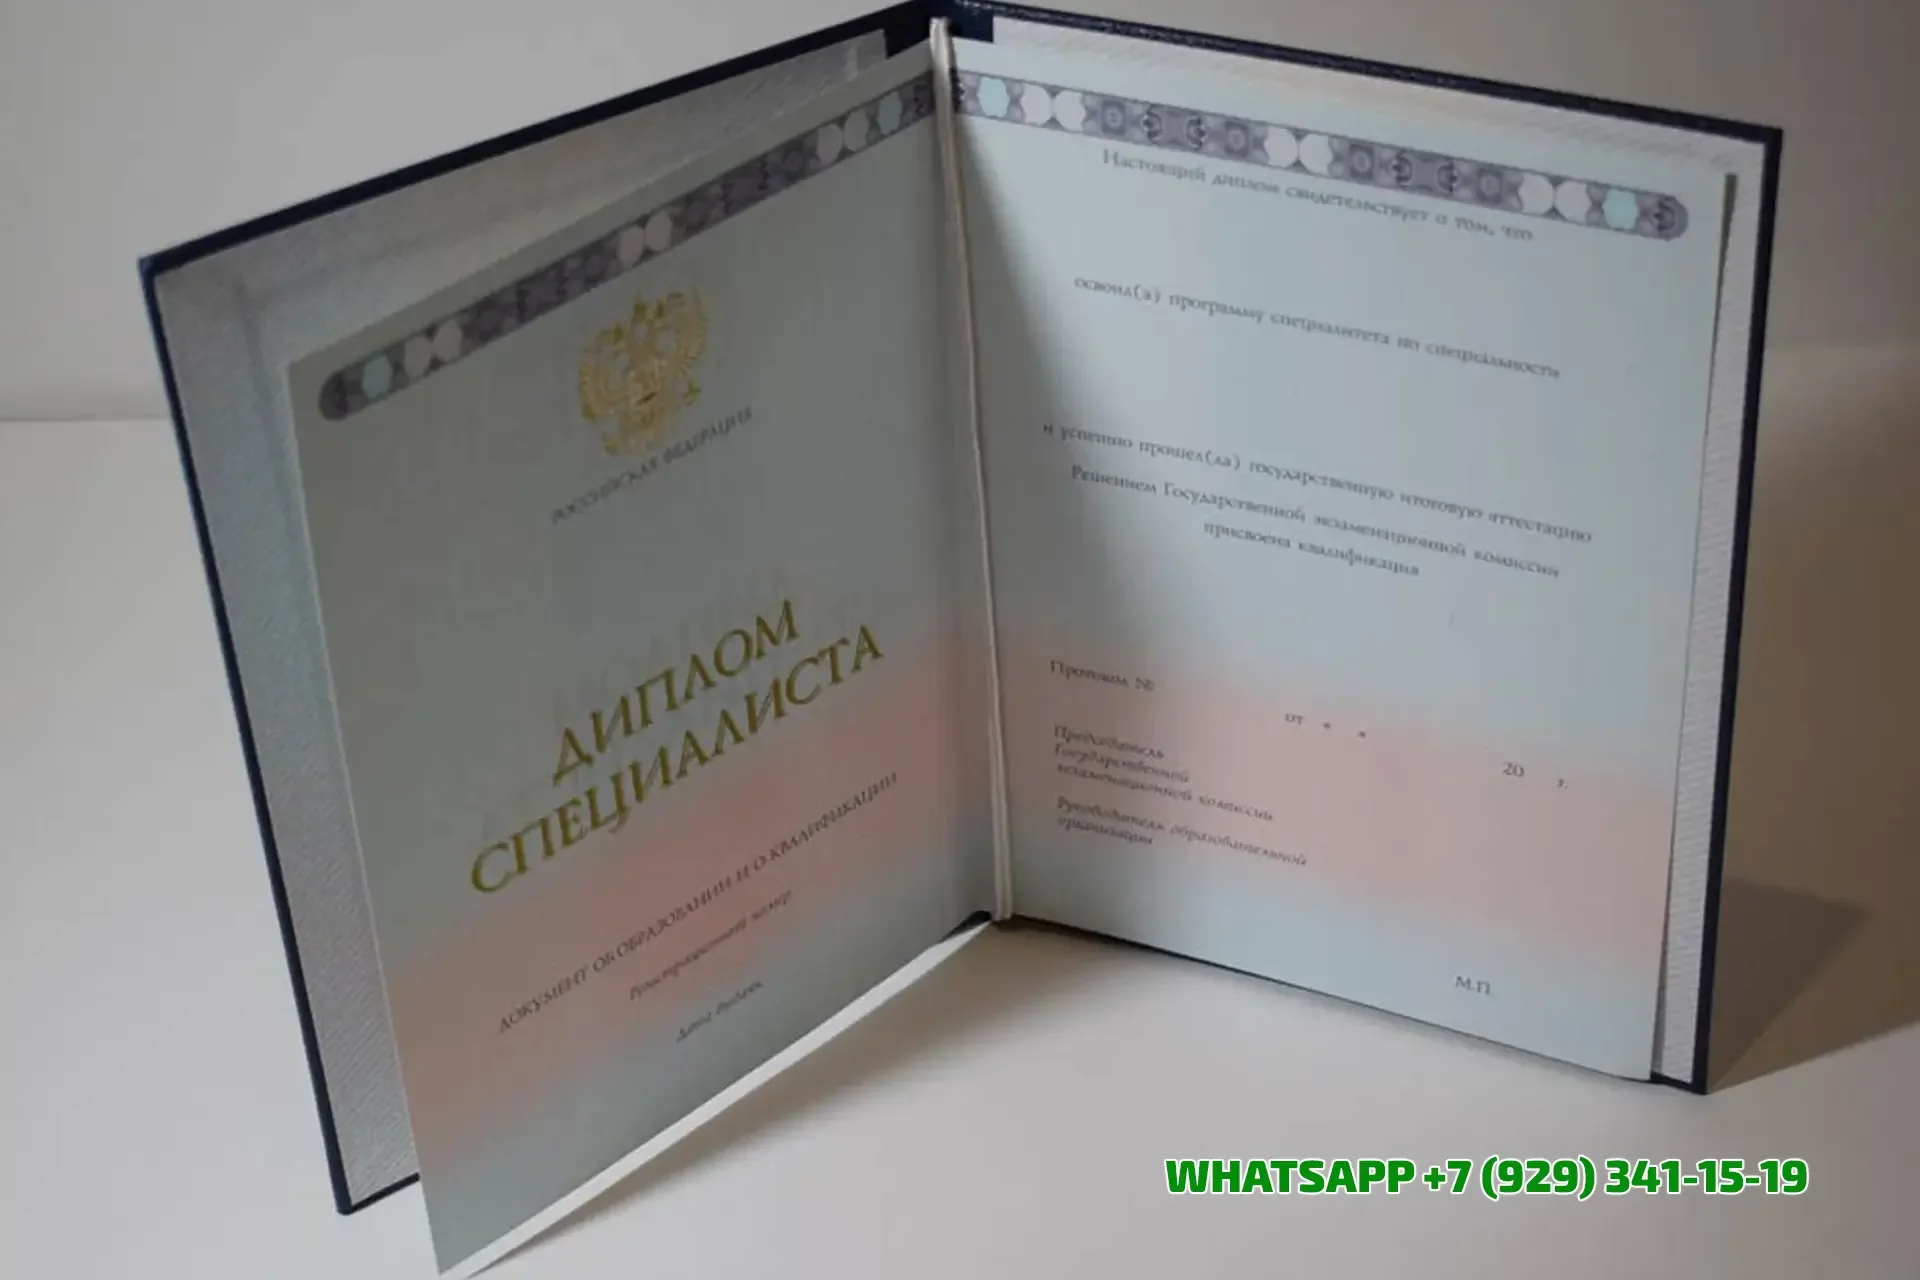 РОССИЙСКАЯ ФЕДЕРАЦИЯ
ДИПЛОМ
СПЕЦИАЛИСТА
ДОКУМЕНТ ОБ ОБРАЗОВАНИИ И О КВАЛИФИКАЦИИ
Регистрационный номер
Дата выдачи
Настоящий диплом свидетельствует о том, что
освоил(а) программу специалитета по специальности
и успешно прошел(ла) государственную итоговую аттестацию
Решением Государственной экзаменационной комиссии
присвоена квалификация
Протокол №
от « »
20 г.
Председатель
Государственной
экзаменационной комиссии
Руководитель образовательной
организации
М.П.
WHATSAPP +7 (929) 341-15-19